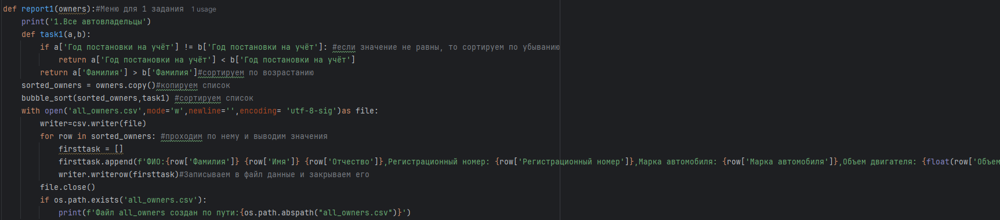 def report1(owners):#Меню для 1 задания 1 usage
    print('1.Все автовладельцы')
    def task1(a,b):
        if a['Год постановки на учёт'] != b['Год постановки на учёт']: #если значение не равны, то сортируем по убыванию
            return a['Год постановки на учёт'] < b['Год постановки на учёт']
        return a['Фамилия'] > b['Фамилия']#сортируем по возрастанию
    sorted_owners = owners.copy()#копируем список
    bubble_sort(sorted_owners,task1) #сортируем список
    with open('all_owners.csv',mode='w',newline='',encoding= 'utf-8-sig')as file:
        writer=csv.writer(file)
        for row in sorted_owners: #проходим по нему и выводим значения
            firsttask = []
            firsttask.append(f'ФИО:{row['Фамилия']} {row['Имя']} {row['Отчество']},Регистрационный номер: {row['Регистрационный номер']},Марка автомобиля: {row['Марка автомобиля']},Объем двигателя: {float(row['Объем
            writer.writerow(firsttask)#Записываем в файл данные и закрываем его
        file.close()
        if os.path.exists('all_owners.csv'):
            print(f'Файл all_owners создан по пути:{os.path.abspath("all_owners.csv")}')